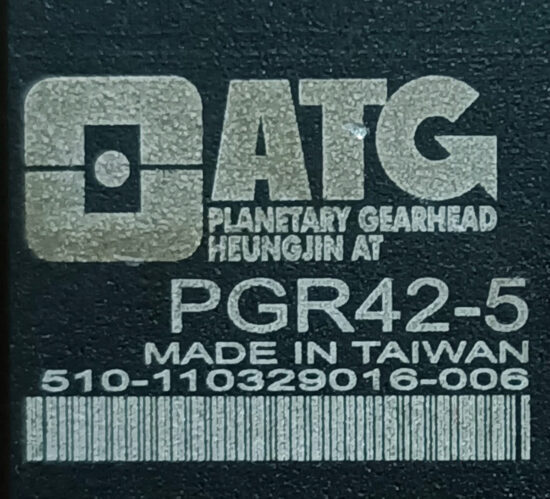 ATG
PLANETARY GEARHEAD
HEUNGJIN AT
PGR42-5
MADE IN TAIWAN
510-110329016-006